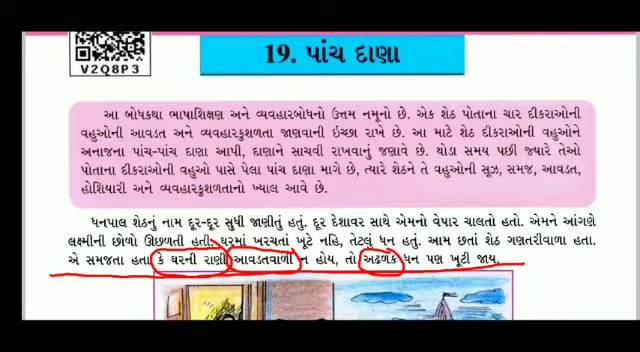 V2Q8P3
19. પાંચ દાણા
આ બોધકથા ભાષાશિક્ષણ અને વ્યવહારબોધનો ઉત્તમ નમૂનો છે. એક શેઠ પોતાના ચાર દીકરાઓની
વહુઓની આવડત અને વ્યવહારકુશળતા જાણવાની ઇચ્છા રાખે છે. આ માટે શેઠ દીકરાઓની વહુઓને
અનાજના પાંચ-પાંચ દાણા આપી, દાણાને સાચવી રાખવાનું જણાવે છે. થોડા સમય પછી જ્યારે તેઓ
પોતાના દીકરાઓની વહુઓ પાસે પેલા પાંચ દાણા માગે છે, ત્યારે શેઠને તે વહુઓની સૂઝ, સમજ, આવડત,
હોશિયારી અને વ્યવહારકુશળતાનો ખ્યાલ આવે છે.
ધનપાલ શેઠનું નામ દૂર-દૂર સુધી જાણીતું હતું. દૂર દેશાવર સાથે એમનો વેપાર ચાલતો હતો. એમને આંગણે
લક્ષ્મીની છોળો ઊછળતી હતી. ઘરમાં ખરચતાં ખૂટે નહિ, તેટલું ધન હતું. આમ છતાં શેઠ ગણતરીવાળા હતા.
એ સમજતા હતા કે ઘરની રાણી આવડતવાળી ન હોય, તો અઢળક ધન પણ ખૂટી જાય.